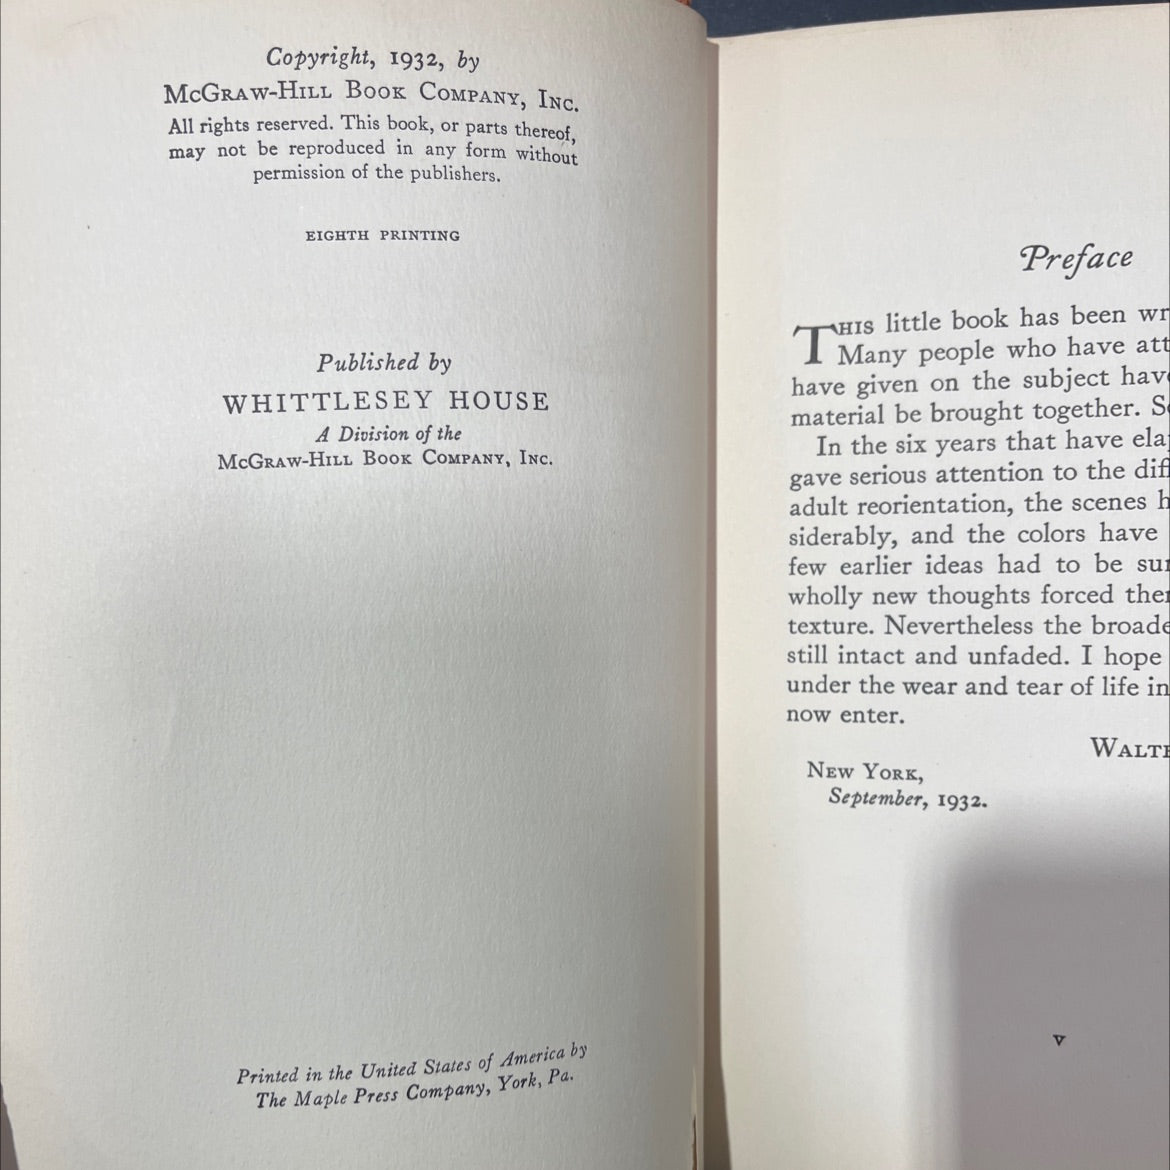 Copyright, 1932, by
McGraw-Hill Book Company, Inc.
All rights reserved. This book, or parts thereof,
may not be reproduced in any form without
permission of the publishers.
EIGHTH PRINTING
Published by
WHITTLESEY HOUSE
A Division of the
McGraw-Hill Book Company, Inc.
Printed in the United States of America by
The Maple Press Company, York, Pa.
Preface
THIS little book has been
Many people who have
have given on the subject
material be brought together.
In the six years that have
gave serious attention to the
adult reorientation, the scenes
siderably, and the colors have
few earlier ideas had to be
wholly new thoughts forced
texture. Nevertheless the
still intact and unfaded. I hope
under the wear and tear of life in
now enter.
New York,
September, 1932.
v